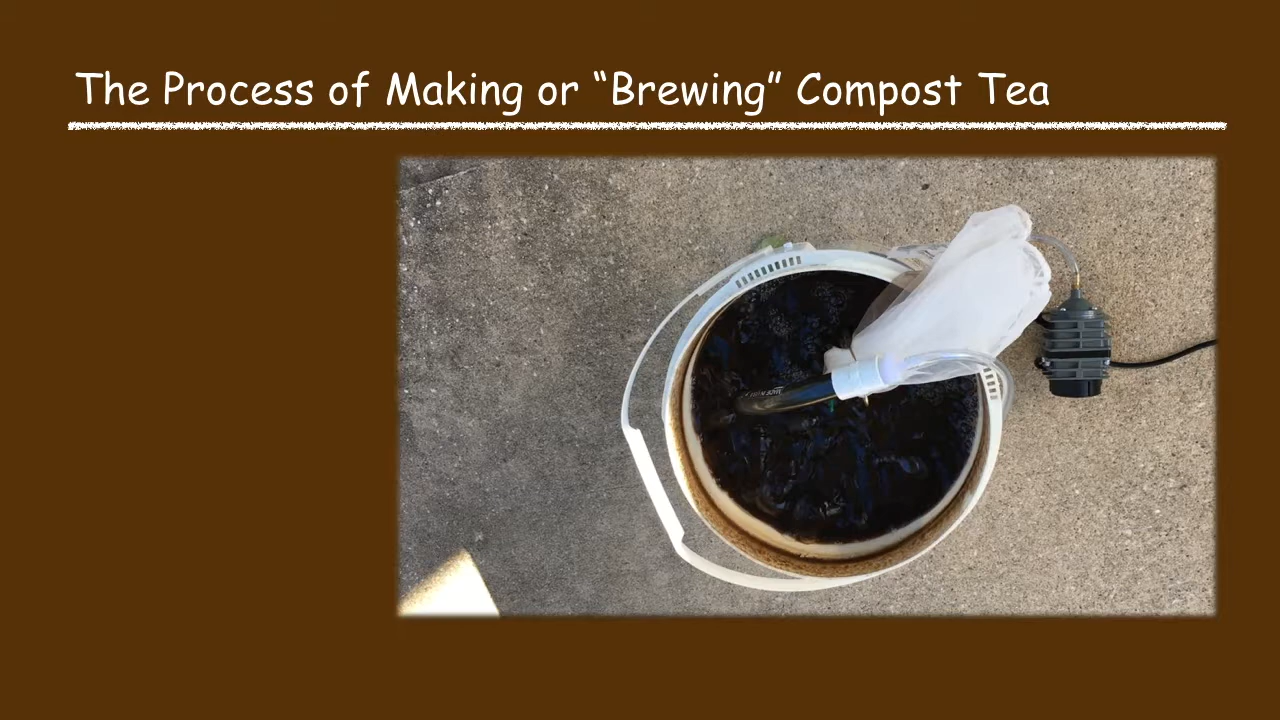 The Process of Making or “Brewing” Compost Tea